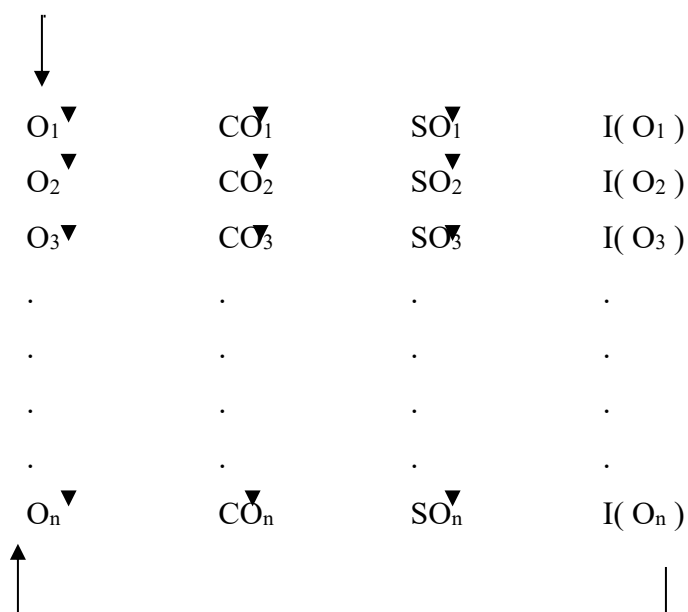 O₁ CO₁ SO₁ I( O₁ )
O₂ CO₂ SO₂ I( O₂ )
O₃ CO₃ SO₃ I( O₃ )
. . . .
. . . .
. . . .
. . . .
Oₙ COₙ SOₙ I( Oₙ )